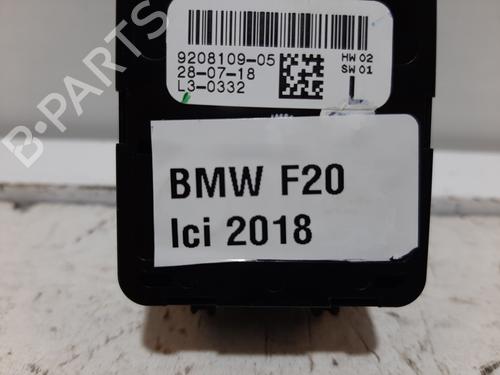 9208109-05
HW 02
28-07-18
SW 01
L3-0332
L
BMW F20
lci 2018
B-PARTS